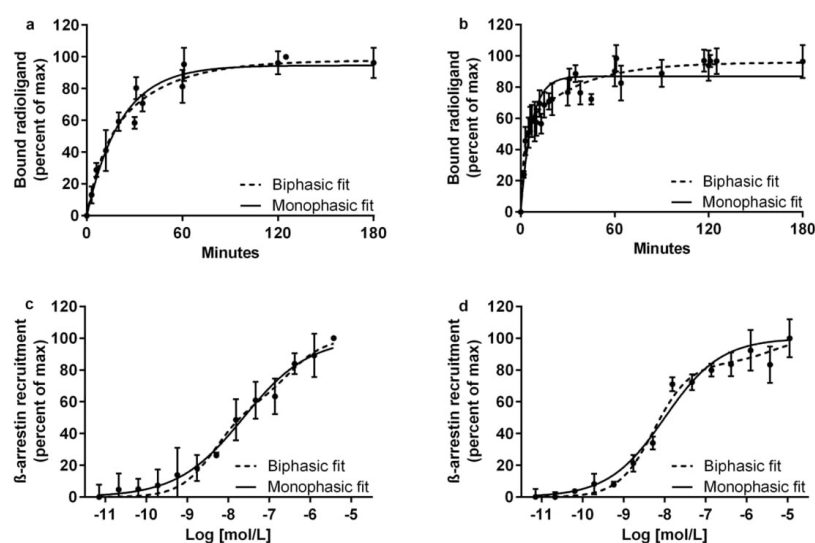 a
Bound radioligand
(percent of max)
120
100
80
60
40
20
0
0 60 120 180
Minutes
Biphasic fit
Monophasic fit
b
Bound radioligand
(percent of max)
120
100
80
60
40
20
0
0 60 120 180
Minutes
Biphasic fit
Monophasic fit
c
ß-arrestin recruitment
(percent of max)
120
100
80
60
40
20
0
-11 -10 -9 -8 -7 -6 -5
Log [mol/L]
Biphasic fit
Monophasic fit
d
ß-arrestin recruitment
(percent of max)
120
100
80
60
40
20
0
-11 -10 -9 -8 -7 -6 -5
Log [mol/L]
Biphasic fit
Monophasic fit